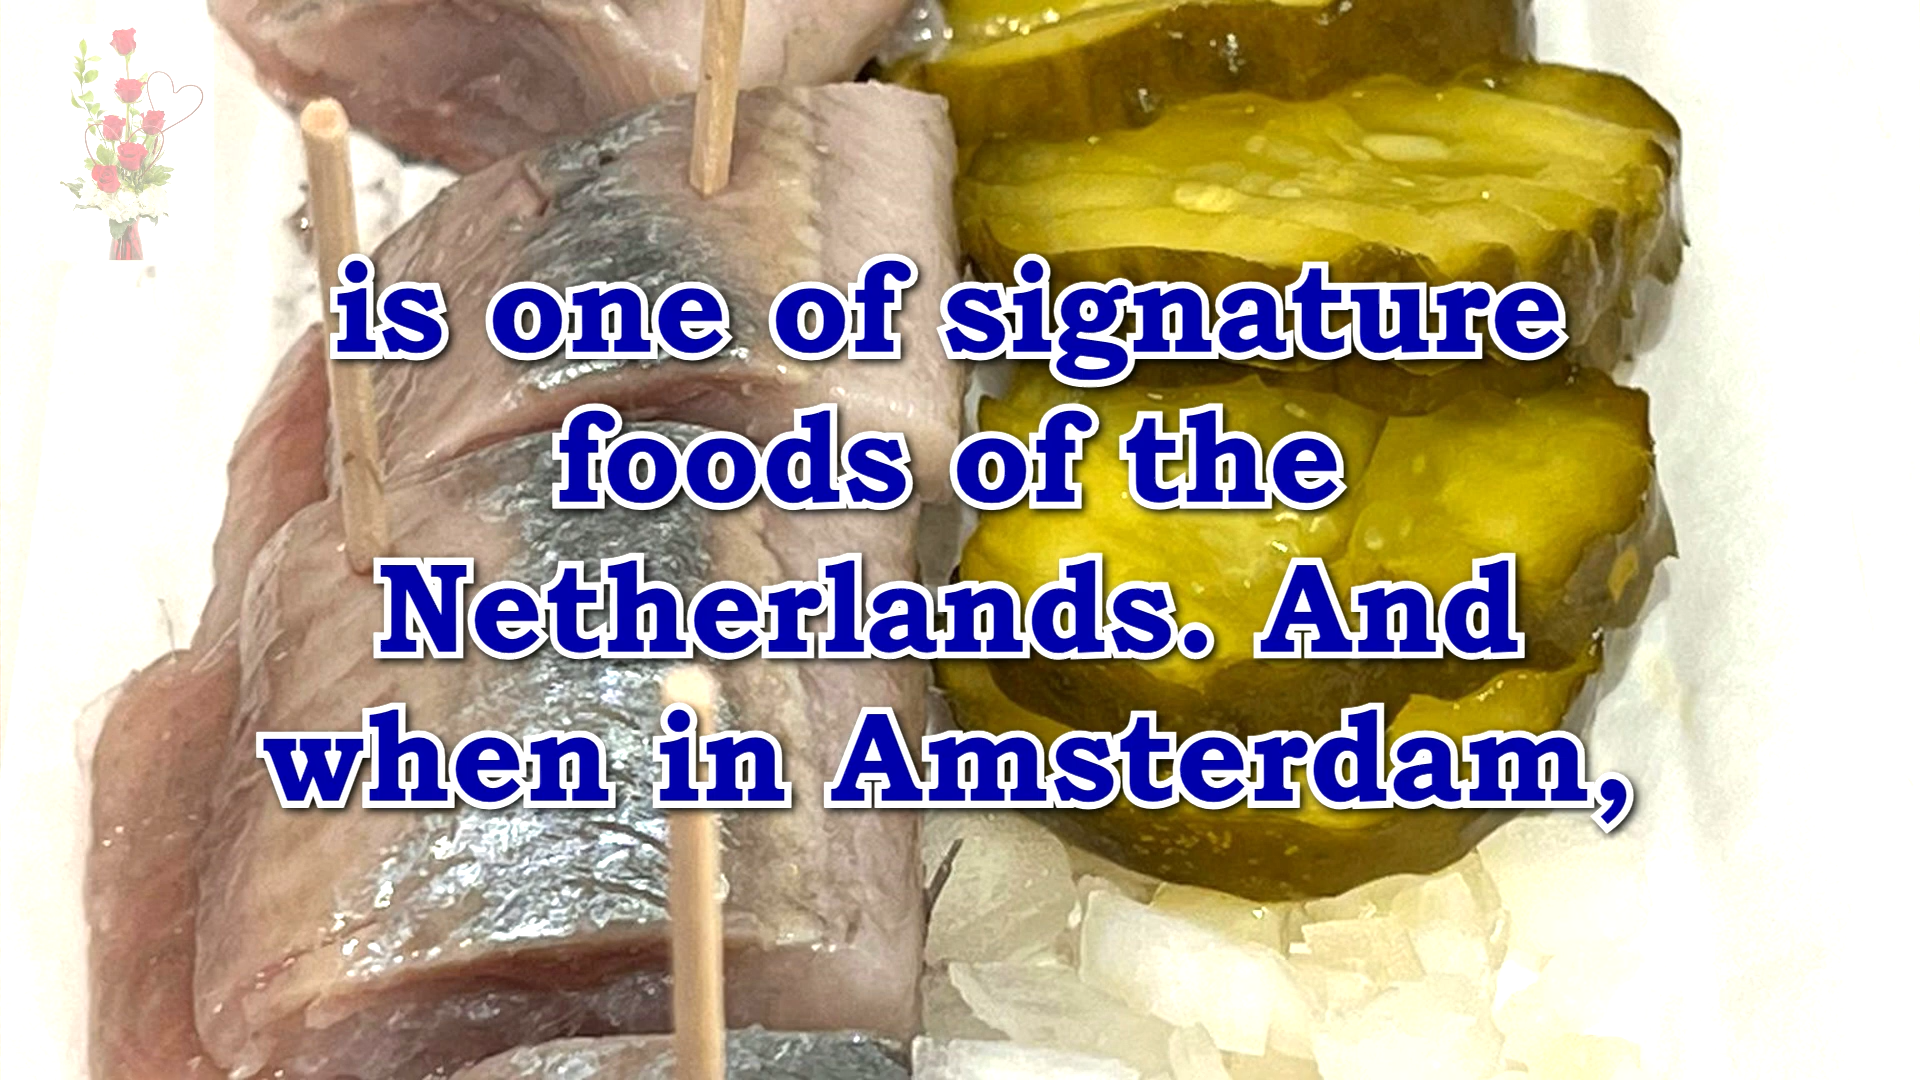 is one of signature
foods of the
Netherlands. And
when in Amsterdam,